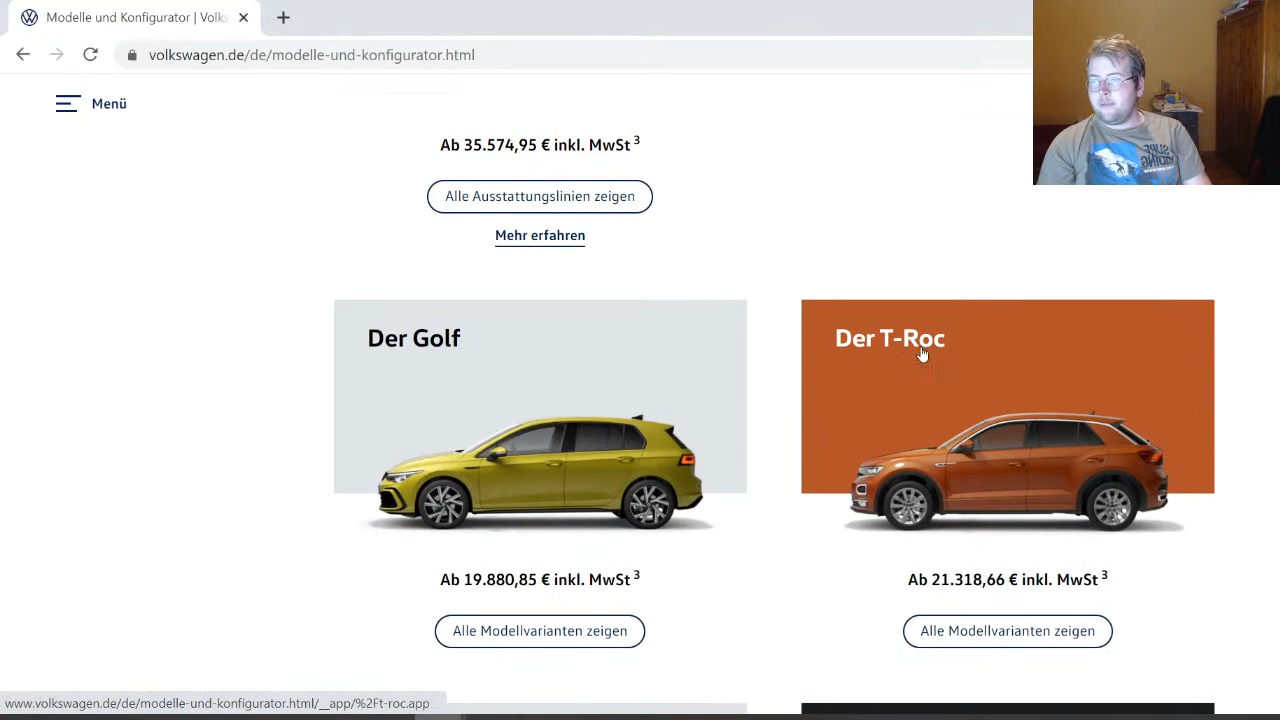 Modelle und Konfigurator | Volks
volkswagen.de/de/modelle-und-konfigurator.html
Menü
Ab 35.574,95 € inkl. MwSt 3
Alle Ausstattungslinien zeigen
Mehr erfahren
Der Golf
Der T-Roc
Ab 19.880,85 € inkl. MwSt 3
Ab 21.318,66 € inkl. MwSt 3
Alle Modellvarianten zeigen
Alle Modellvarianten zeigen
www.volkswagen.de/de/modelle-und-konfigurator.html/__app/%2Ft-roc.app